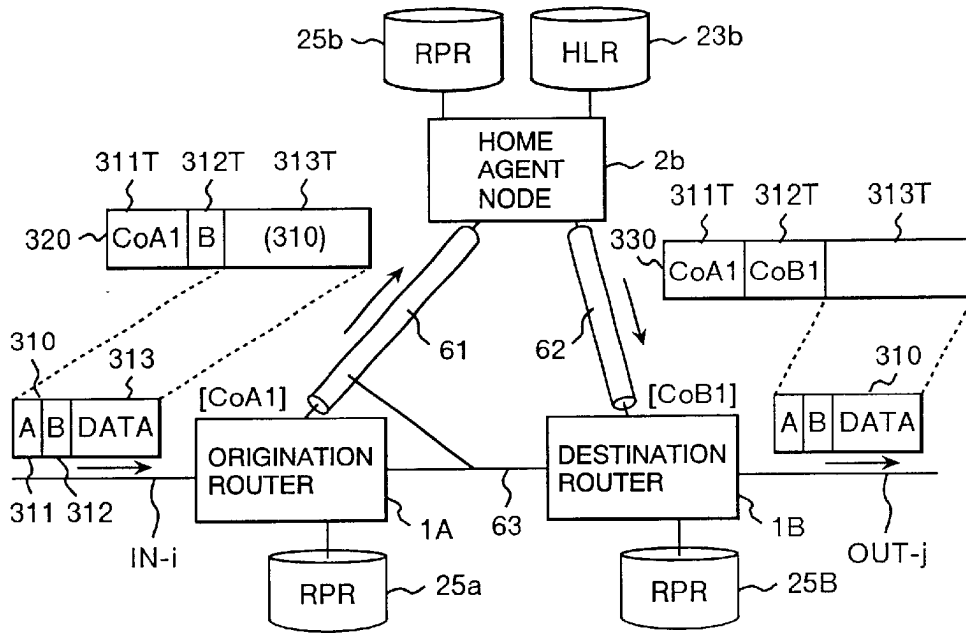 25b
RPR
HLR
23b
HOME
AGENT
NODE
2b
311T
312T
313T
320
CoA1
B
(310)
311T
312T
313T
330
CoA1
CoB1
61
62
310
313
A
B
DATA
311
312
IN-i
[CoA1]
ORIGINATION
ROUTER
1A
63
[CoB1]
DESTINATION
ROUTER
1B
310
A
B
DATA
OUT-j
RPR
25a
RPR
25B